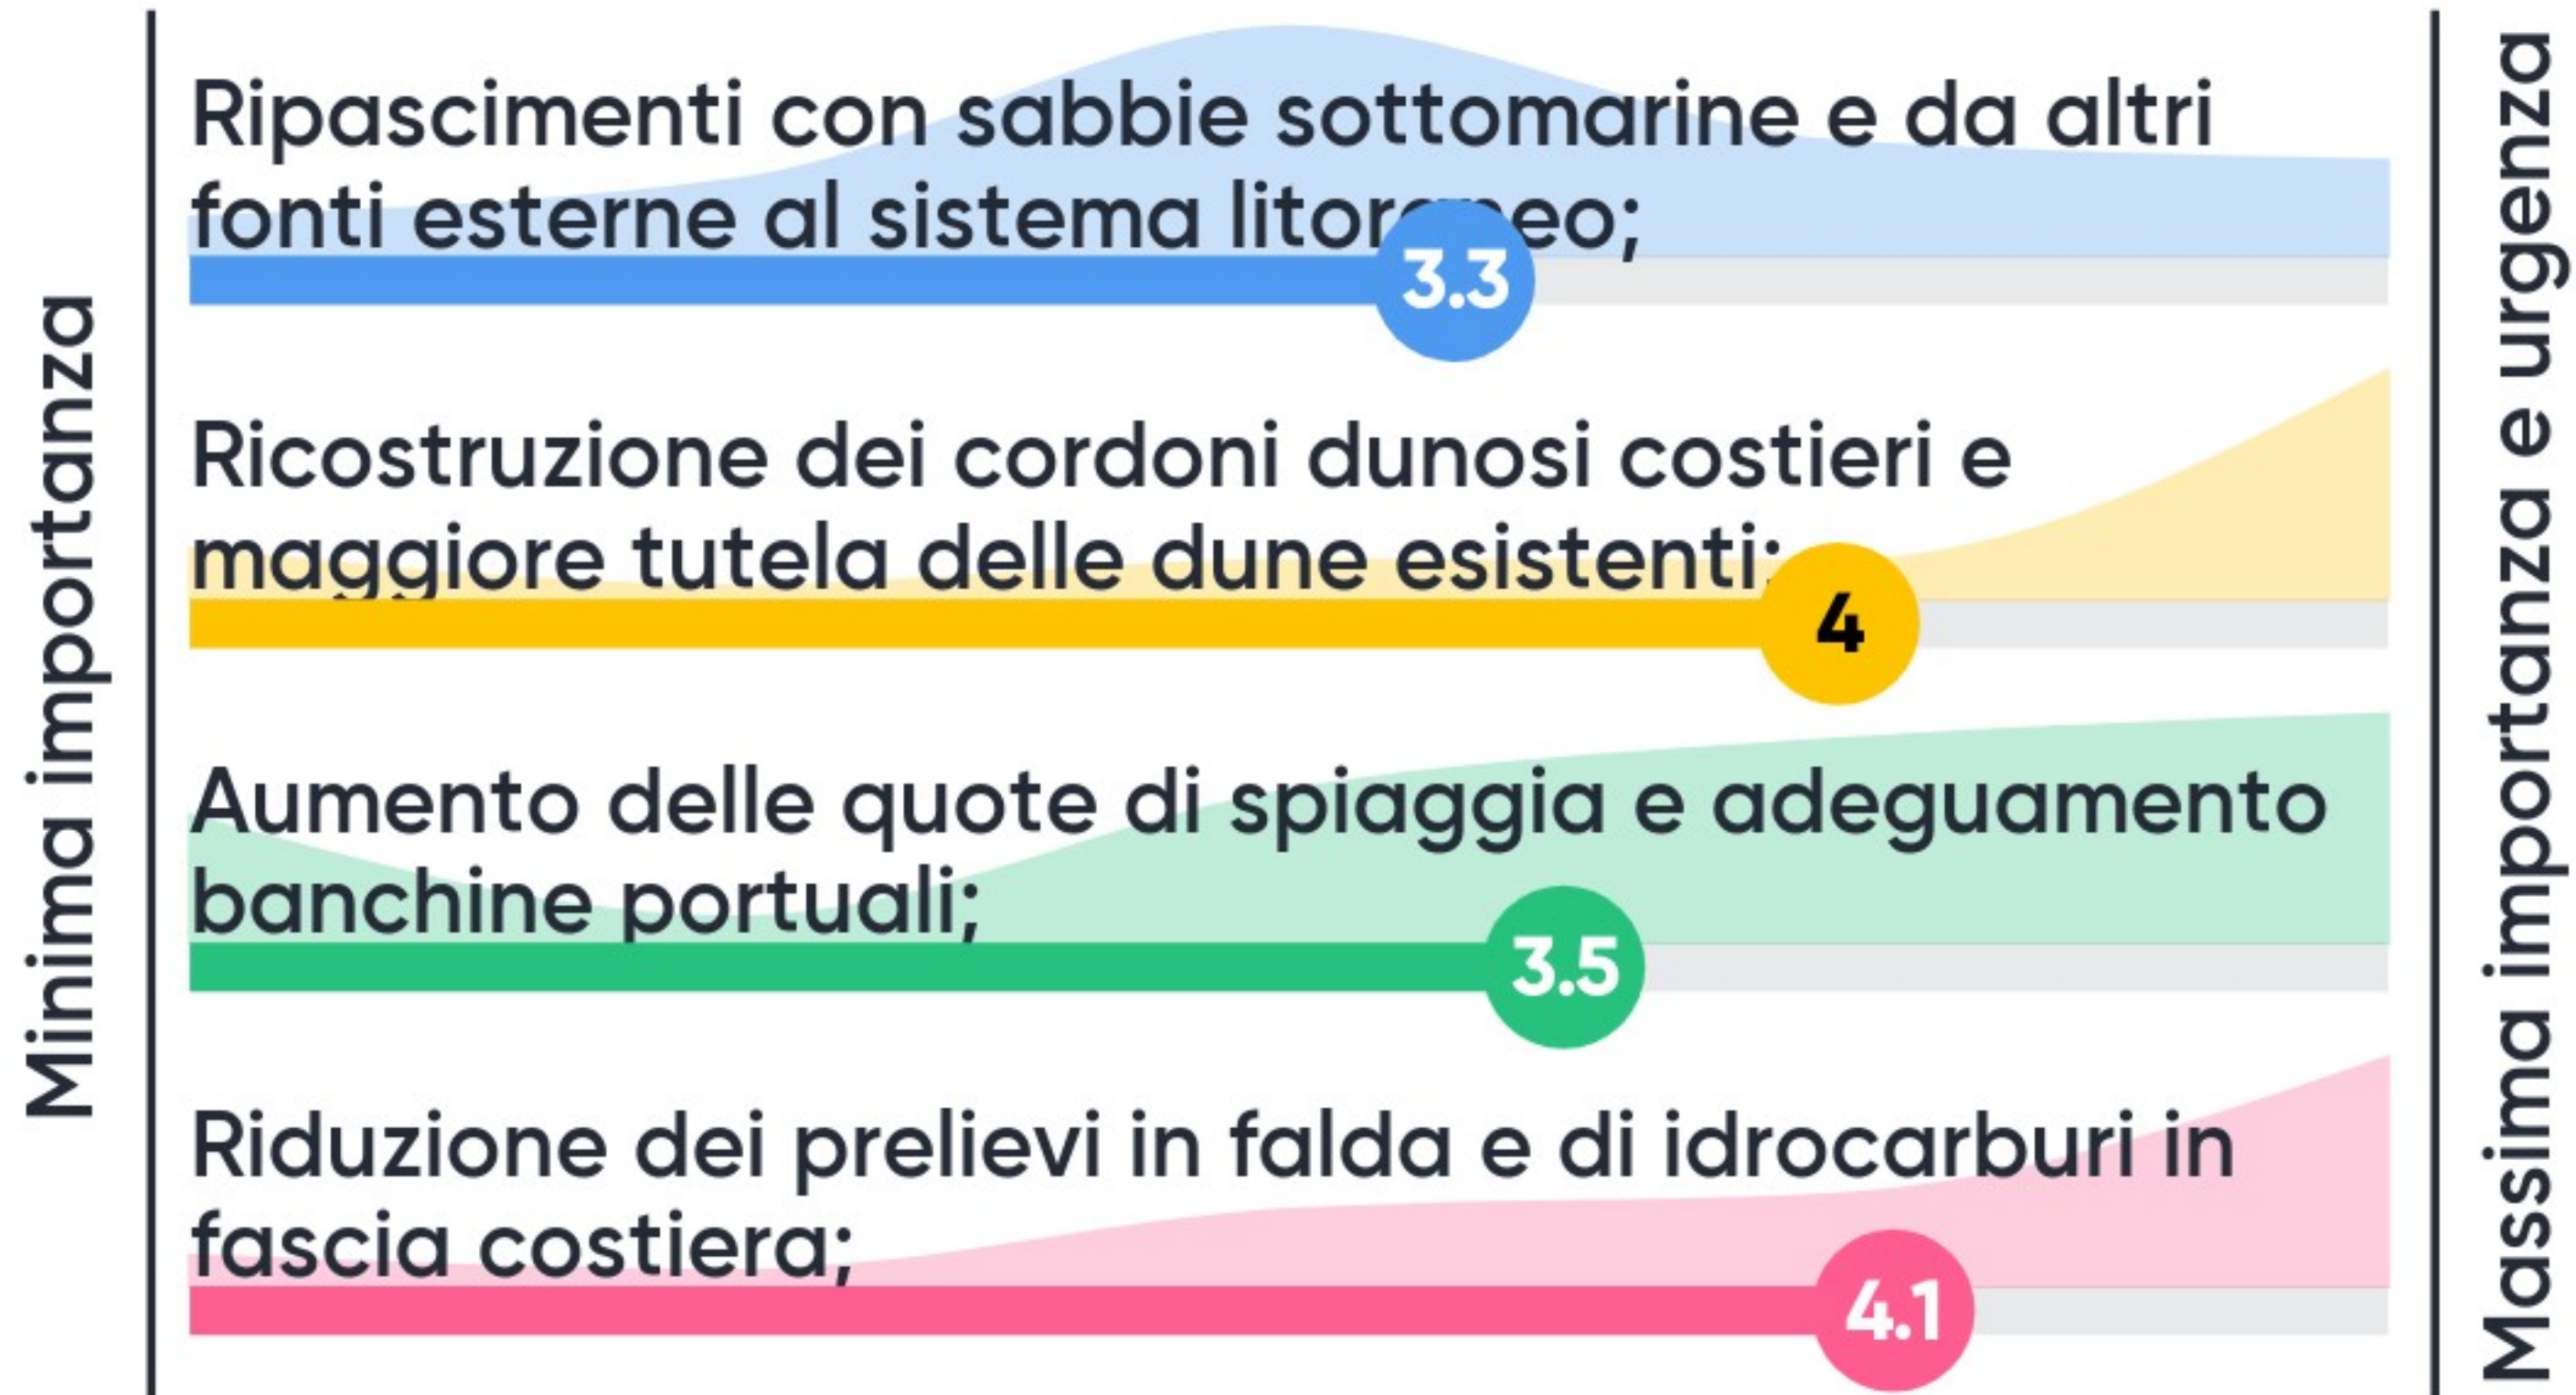 Minima importanza
Ripascimenti con sabbie sottomarine e da altri
fonti esterne al sistema litoraneo;
3.3
Ricostruzione dei cordoni dunosi costieri e
maggiore tutela delle dune esistenti;
4
Aumento delle quote di spiaggia e adeguamento
banchine portuali;
3.5
Riduzione dei prelievi in falda e di idrocarburi in
fascia costiera;
4.1
Massima importanza e urgenza